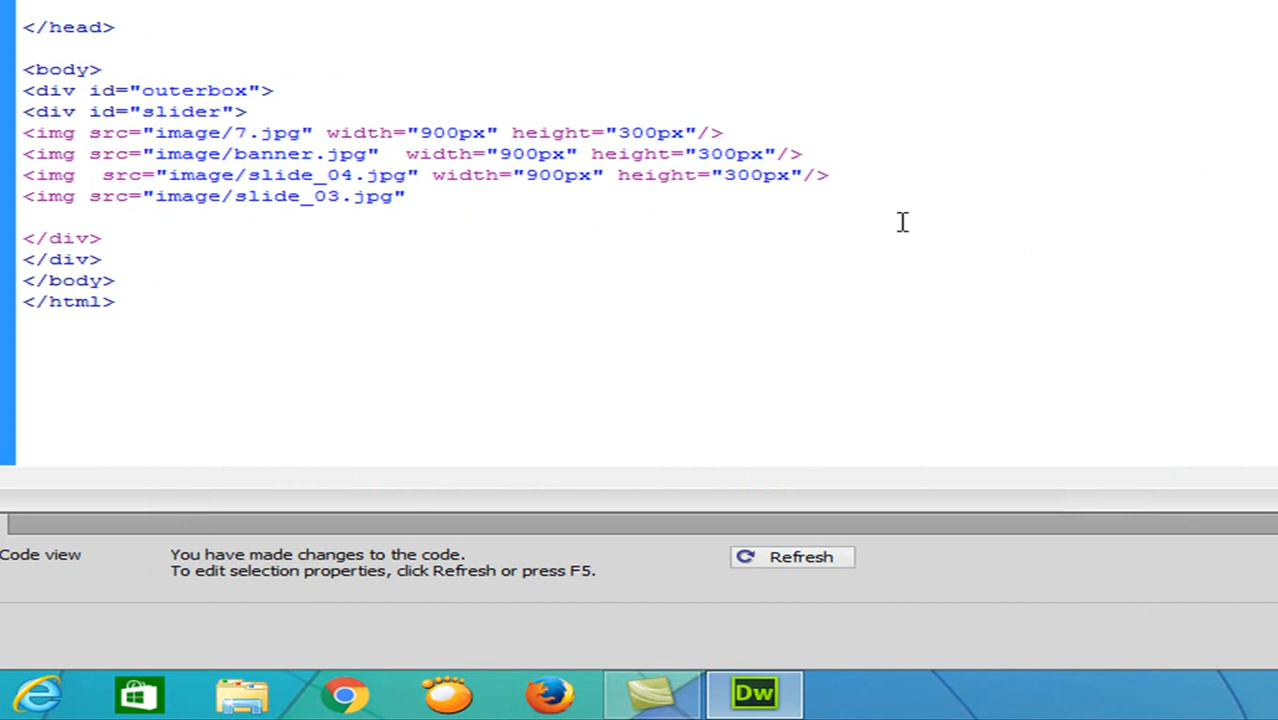 </head>
<body>
<div id="outerbox">
<div id="slider">
<img src="image/7.jpg" width="900px" height="300px"/>
<img src="image/banner.jpg"  width="900px" height="300px"/>
<img  src="image/slide_04.jpg" width="900px" height="300px"/>
<img src="image/slide_03.jpg"
</div>
</div>
</body>
</html>
Code view
You have made changes to the code.
To edit selection properties, click Refresh or press F5.
Refresh
Dw